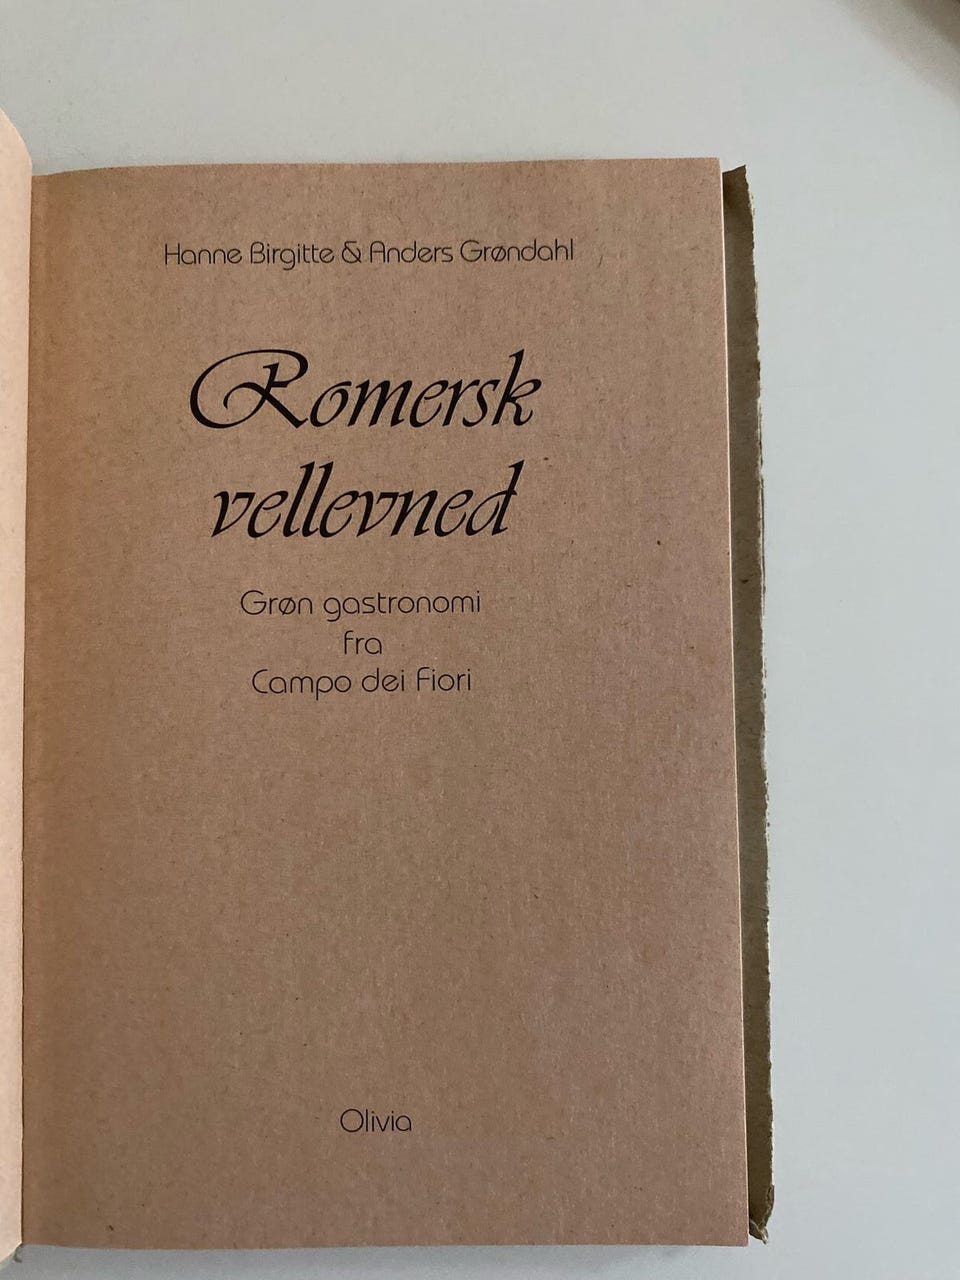 Hanne Birgitte & Anders Grøndahl
Romersk
vellevned
Grøn gastronomi
fra
Campo dei Fiori
Olivia